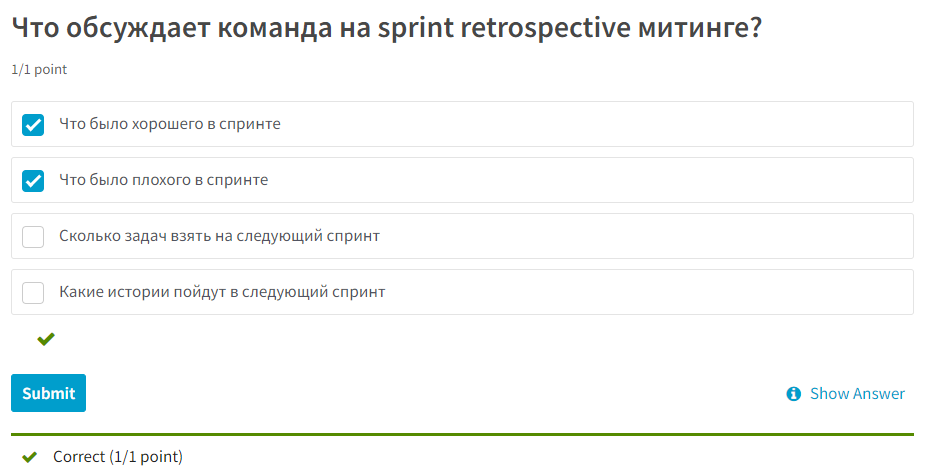 Что обсуждает команда на sprint retrospective митинге?
1/1 point
Что было хорошего в спринте
Что было плохого в спринте
Сколько задач взять на следующий спринт
Какие истории пойдут в следующий спринт
Submit
Show Answer
Correct (1/1 point)